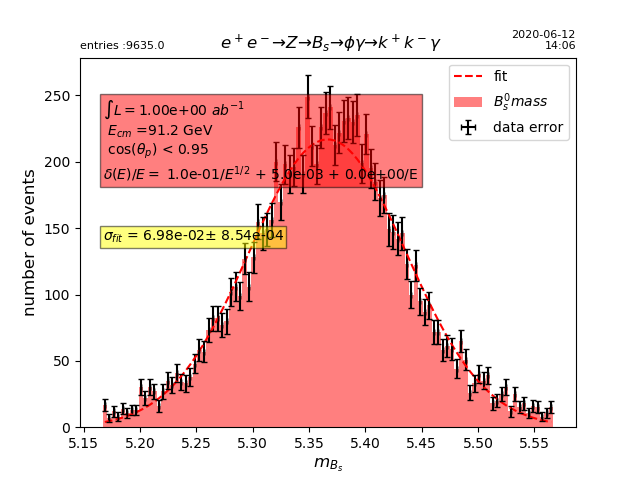 entries :9635.0
e⁺e⁻→Z→Bₛ→ϕγ→k⁺k⁻γ
2020-06-12
14:06
∫L = 1.00e+00 ab⁻¹
E_cm =91.2 GeV
cos(θ_p) < 0.95
δ(E)/E = 1.0e-01/E^1/2 + 5.0e-03 + 0.0e+00/E
σ_fit = 6.98e-02± 8.54e-04
fit
B_s^0 mass
data error
number of events
250
200
150
100
50
0
5.15 5.20 5.25 5.30 5.35 5.40 5.45 5.50 5.55
m_Bₛ